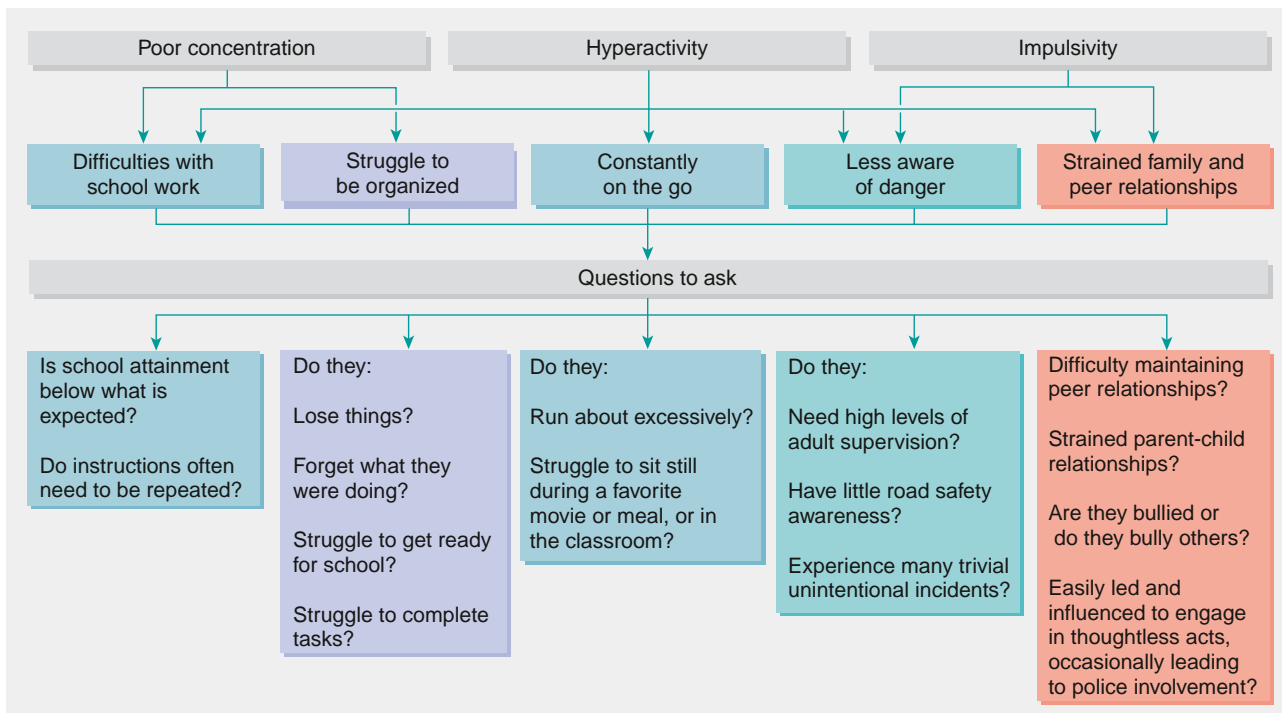 Poor concentration
Hyperactivity
Impulsivity
Difficulties with
school work
Struggle to
be organized
Constantly
on the go
Less aware
of danger
Strained family and
peer relationships
Questions to ask
Is school attainment
below what is
expected?
Do instructions often
need to be repeated?
Do they:
Lose things?
Forget what they
were doing?
Struggle to get ready
for school?
Struggle to complete
tasks?
Do they:
Run about excessively?
Struggle to sit still
during a favorite
movie or meal, or in
the classroom?
Do they:
Need high levels of
adult supervision?
Have little road safety
awareness?
Experience many trivial
unintentional incidents?
Difficulty maintaining
peer relationships?
Strained parent-child
relationships?
Are they bullied or
do they bully others?
Easily led and
influenced to engage
in thoughtless acts,
occasionally leading
to police involvement?